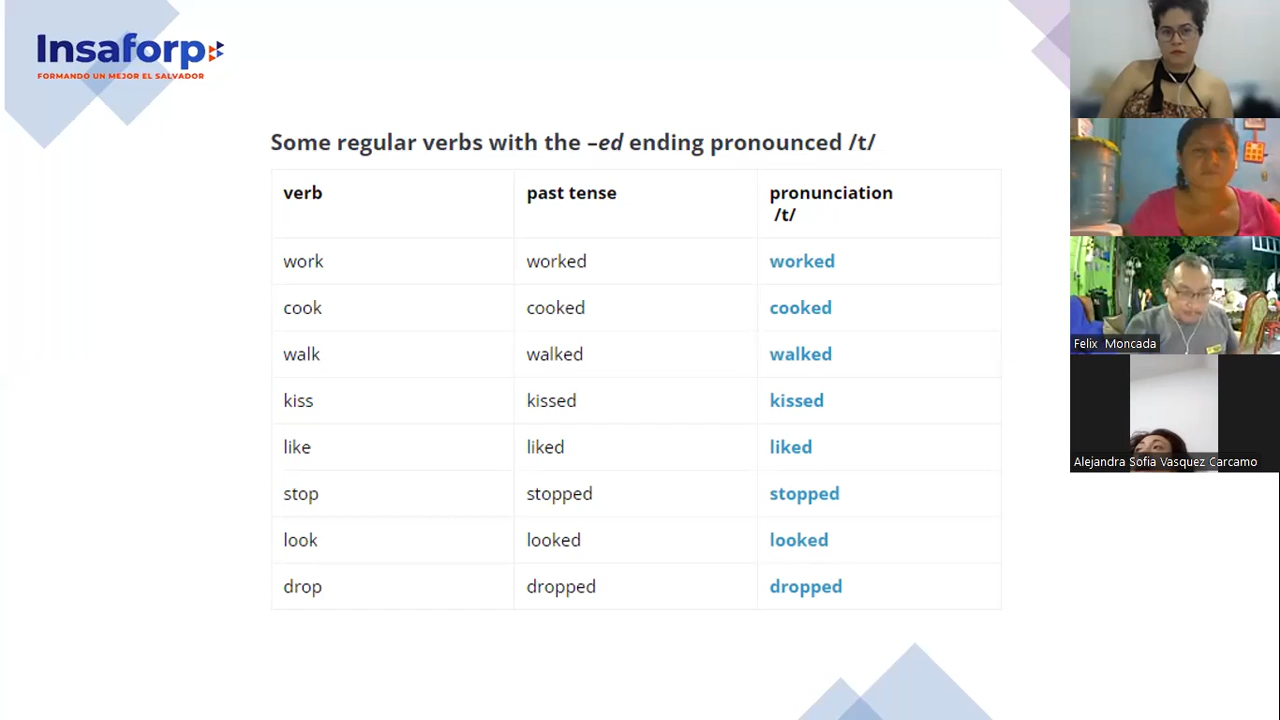 Insaforp
FORMANDO UN MEJOR EL SALVADOR
Some regular verbs with the –ed ending pronounced /t/
verb past tense pronunciation
/t/
work worked worked
cook cooked cooked
walk walked walked
kiss kissed kissed
like liked liked
stop stopped stopped
look looked looked
drop dropped dropped
Felix Moncada
Alejandra Sofia Vasquez Carcamo